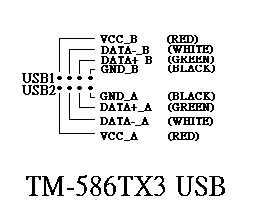 VCC_B (RED)
DATA-_B (WHITE)
DATA+_B (GREEN)
GND_B (BLACK)
USB1
USB2
GND_A (BLACK)
DATA+_A (GREEN)
DATA-_A (WHITE)
VCC_A (RED)
TM-586TX3 USB